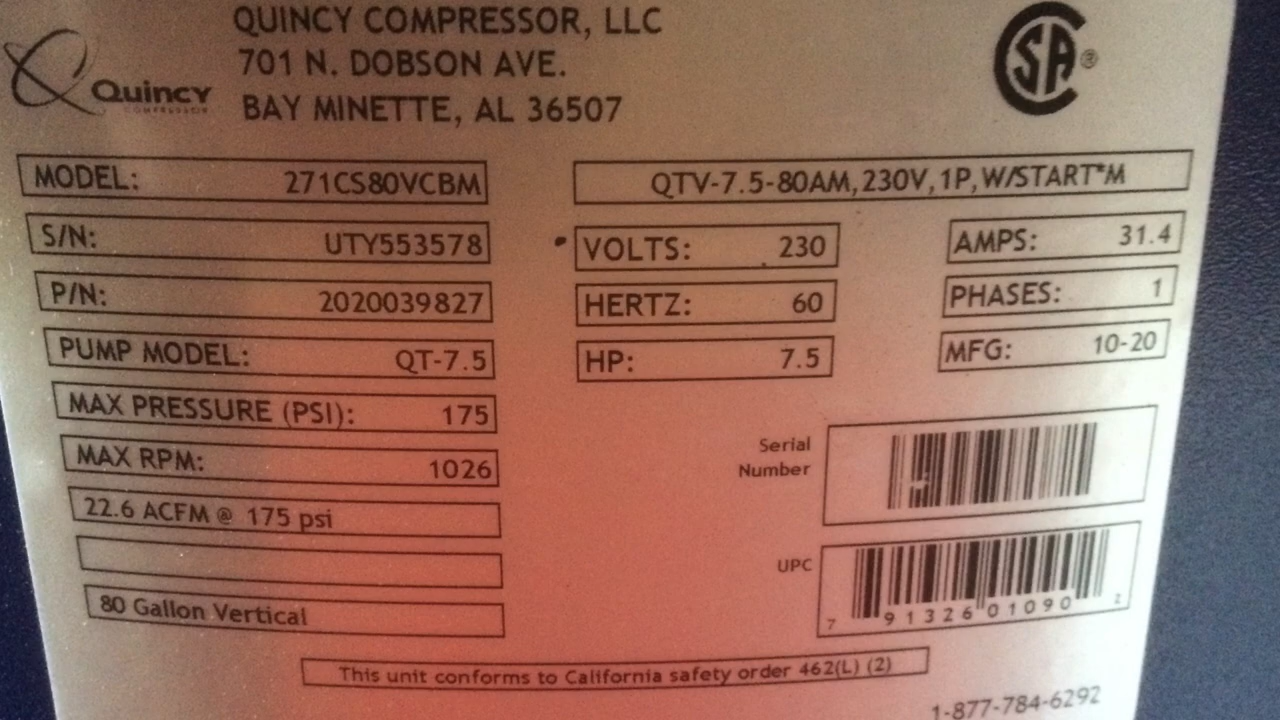 QUINCY COMPRESSOR, LLC
701 N. DOBSON AVE.
BAY MINETTE, AL 36507
Quincy
COMPRESSOR
SA®
MODEL: 271CS80VCBM
QTV-7.5-80AM,230V,1P,W/START*M
S/N: UTY553578
VOLTS: 230
AMPS: 31.4
P/N: 2020039827
HERTZ: 60
PHASES: 1
PUMP MODEL: QT-7.5
HP: 7.5
MFG: 10-20
MAX PRESSURE (PSI): 175
MAX RPM: 1026
22.6 ACFM @ 175 psi
80 Gallon Vertical
Serial
Number
UPC
7 91326 01090 2
This unit conforms to California safety order 462(L) (2)
1-877-784-6292